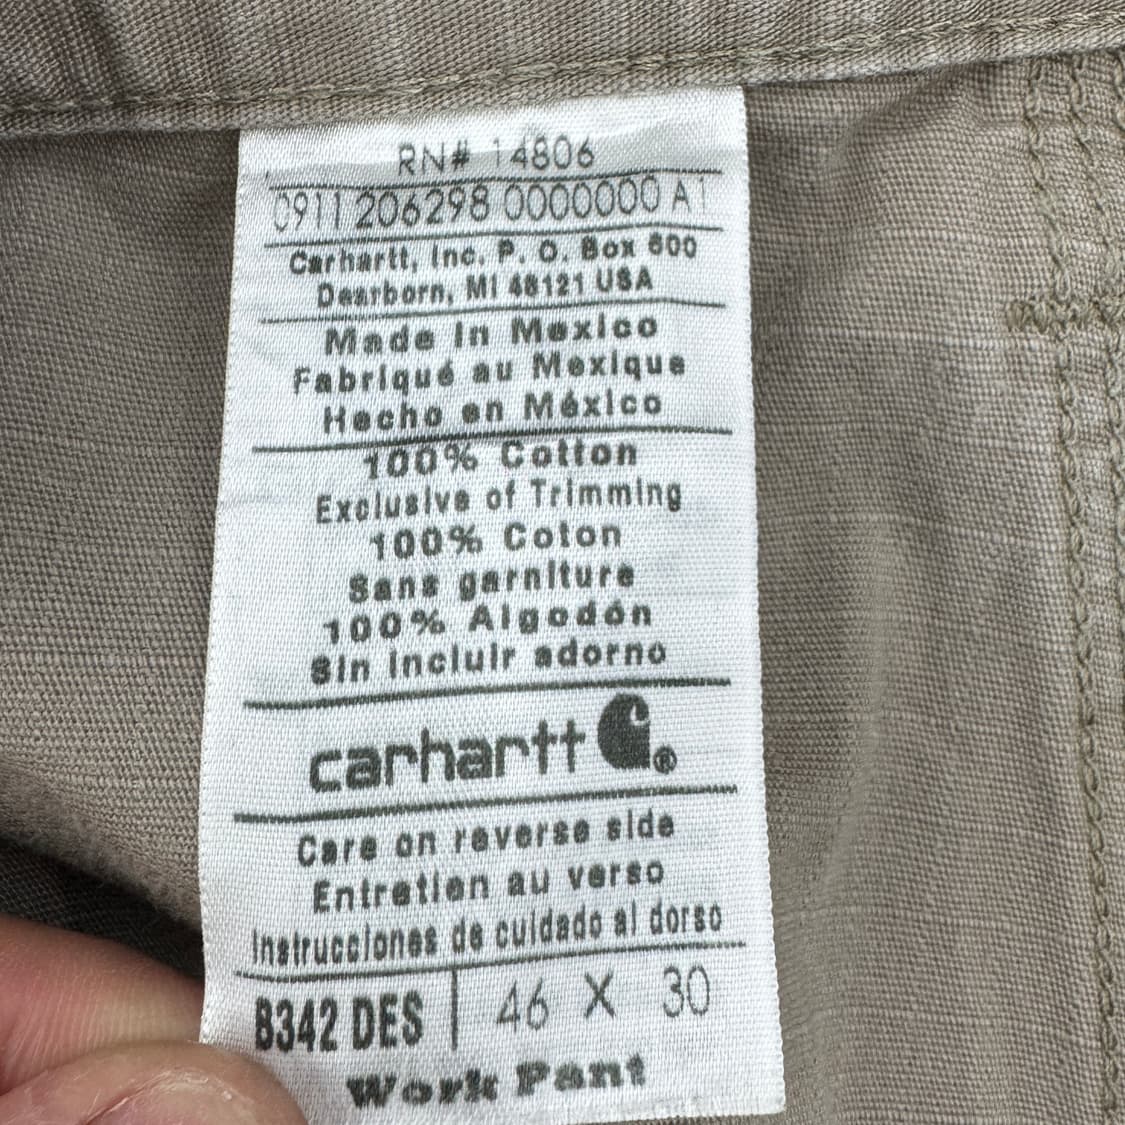 RN# 14806
0911 206298 0000000 A1
Carhartt, Inc. P. O. Box 600
Dearborn, MI 48121 USA
Made In Mexico
Fabriqué au Mexique
Hecho en México
100% Cotton
Exclusive of Trimming
100% Coton
Sans garniture
100% Algodón
Sin incluir adorno
carhartt ®
Care on reverse side
Entretien au verso
Instrucciones de cuidado al dorso
B342 DES | 46 X 30
Work Pant